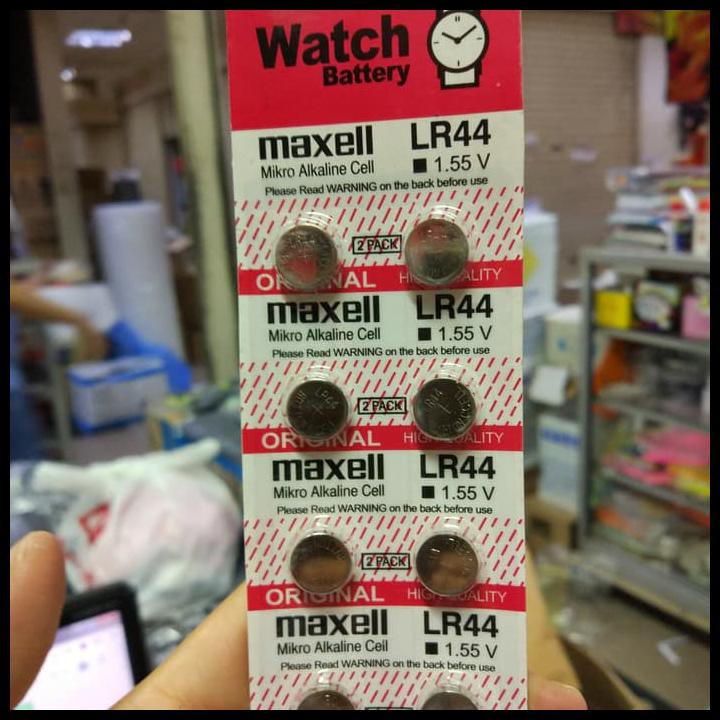 Watch
Battery
maxell LR44
Mikro Alkaline Cell ■ 1.55 V
Please Read WARNING on the back before use
2 PACK
ORIGINAL HIGH QUALITY
maxell LR44
Mikro Alkaline Cell ■ 1.55 V
Please Read WARNING on the back before use
LR44
2 PACK
ORIGINAL HIGH QUALITY
maxell LR44
Mikro Alkaline Cell ■ 1.55 V
Please Read WARNING on the back before use
2 PACK
ORIGINAL HIGH QUALITY
maxell LR44
Mikro Alkaline Cell ■ 1.55 V
Please Read WARNING on the back before use